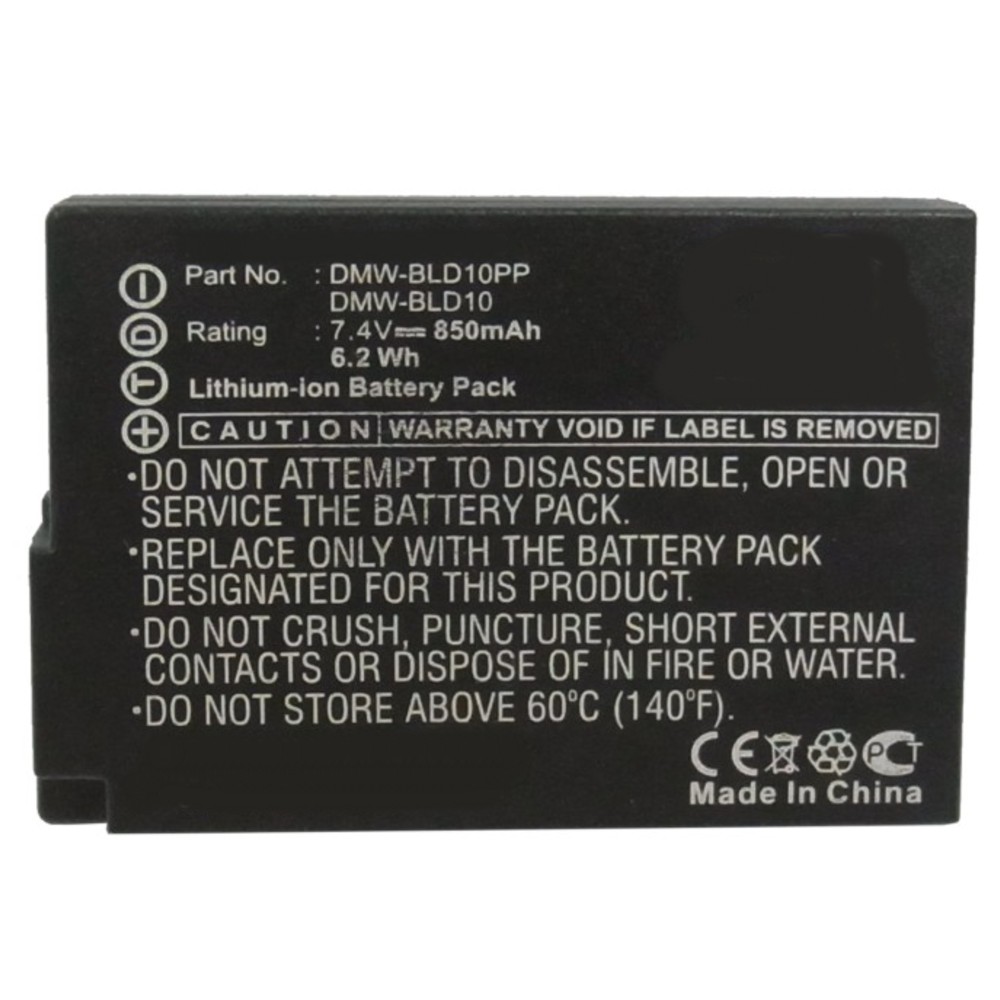 Part No. : DMW-BLD10PP
DMW-BLD10
Rating : 7.4V⎓ 850mAh
6.2 Wh
Lithium-ion Battery Pack
− D T +
CAUTION WARRANTY VOID IF LABEL IS REMOVED
•DO NOT ATTEMPT TO DISASSEMBLE, OPEN OR
SERVICE THE BATTERY PACK.
•REPLACE ONLY WITH THE BATTERY PACK
DESIGNATED FOR THIS PRODUCT.
•DO NOT CRUSH, PUNCTURE, SHORT EXTERNAL
CONTACTS OR DISPOSE OF IN FIRE OR WATER.
•DO NOT STORE ABOVE 60°C (140°F).
CE PCT
Made In China